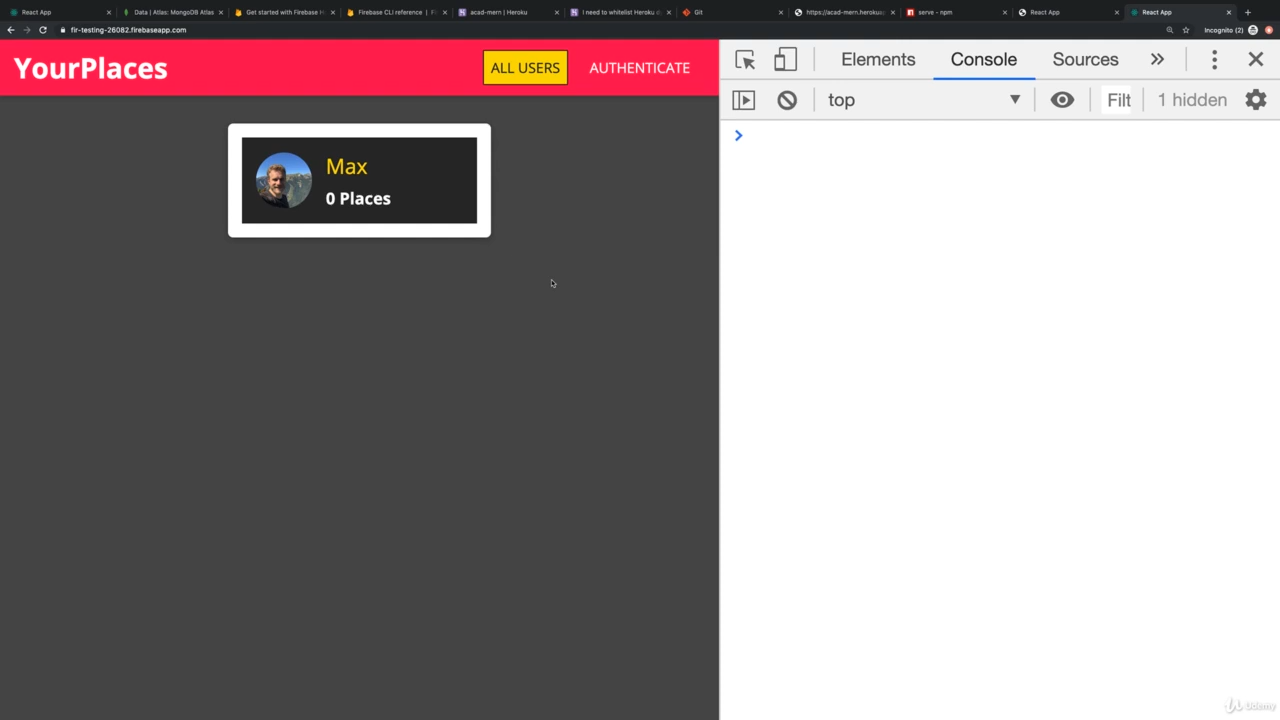 React App
Data | Atlas: MongoDB Atlas
Get started with Firebase H
Firebase CLI reference | Fi
acad-mern | Heroku
I need to whitelist Heroku d
Git
https://acad-mern.herokua
serve - npm
React App
React App
fir-testing-26082.firebaseapp.com
Incognito (2)
YourPlaces
ALL USERS
AUTHENTICATE
Max
0 Places
Elements
Console
Sources
top
Filt
1 hidden
Udemy